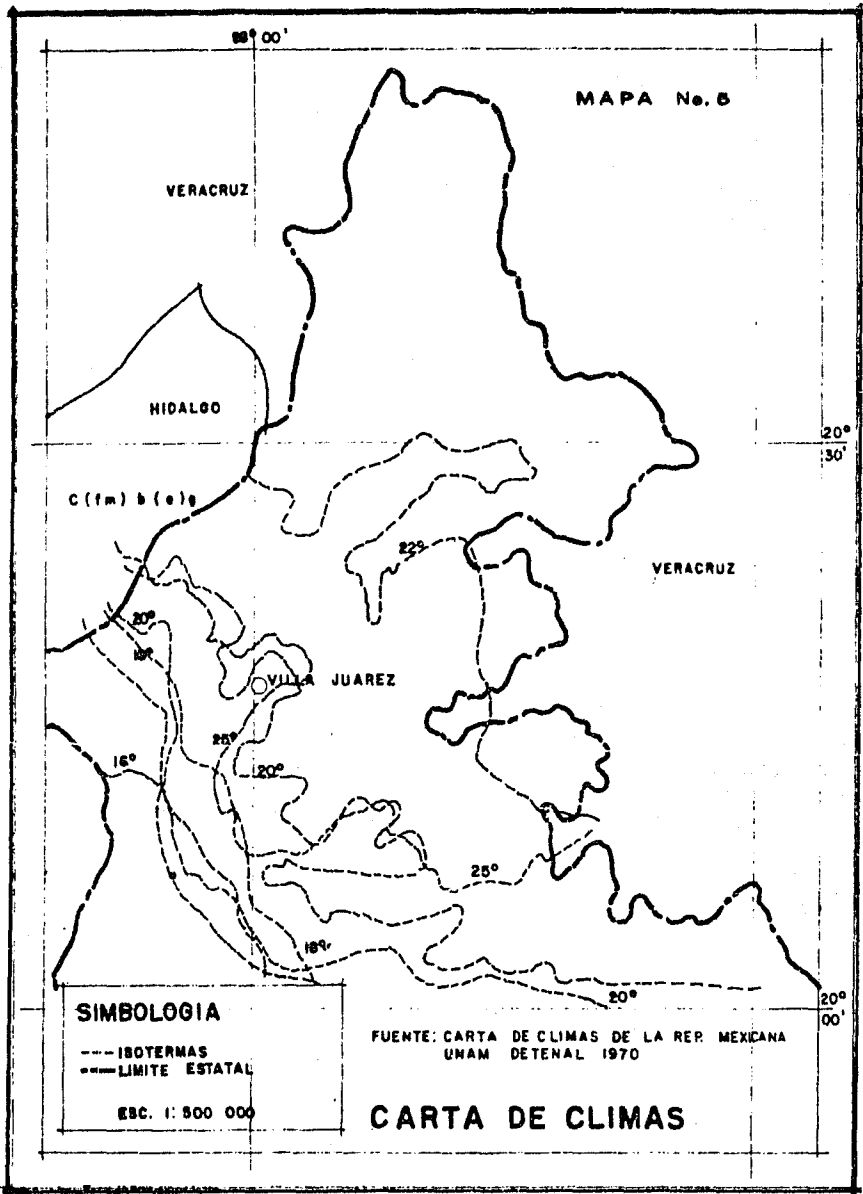 98° 00'
MAPA No. 5
VERACRUZ
HIDALGO
20°
30'
C(fm) b (e)g
22°
VERACRUZ
20°
19°
VILLA JUAREZ
25°
16°
20°
25°
18°
20°
20°
00'
SIMBOLOGIA
ISOTERMAS
LIMITE ESTATAL
ESC. 1: 500 000
FUENTE: CARTA DE CLIMAS DE LA REP. MEXICANA
UNAM DETENAL 1970
CARTA DE CLIMAS